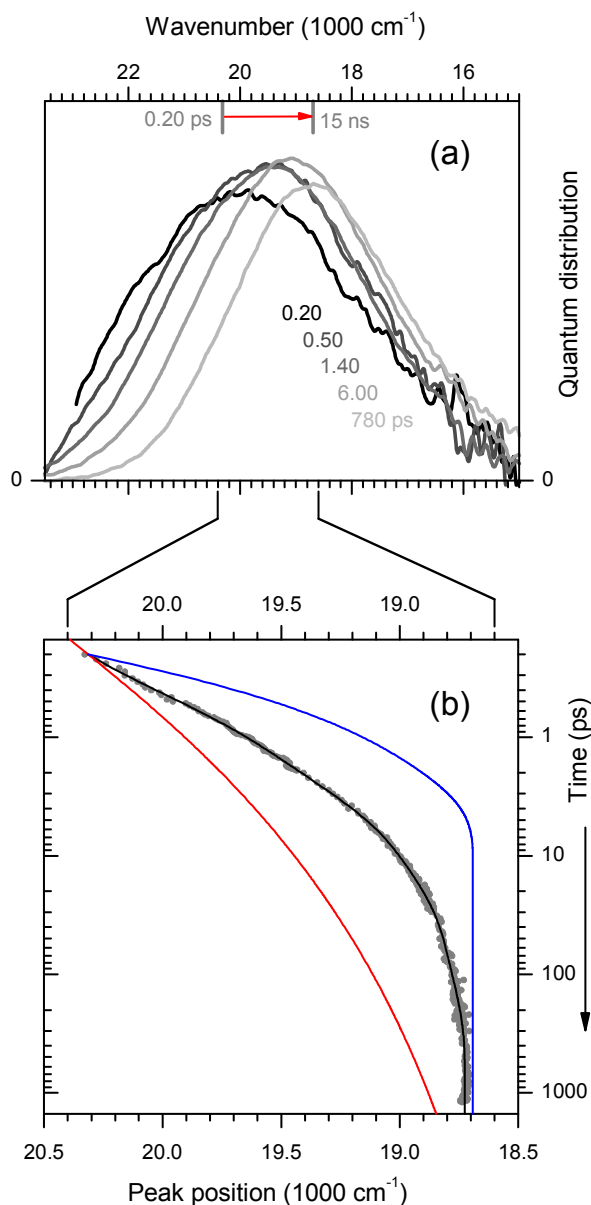 Wavenumber (1000 cm⁻¹)
22 20 18 16
0.20 ps 15 ns
(a)
Quantum distribution
0.20
0.50
1.40
6.00
780 ps
0 0
20.0 19.5 19.0
(b)
Time (ps)
1
10
100
1000
20.5 20.0 19.5 19.0 18.5
Peak position (1000 cm⁻¹)